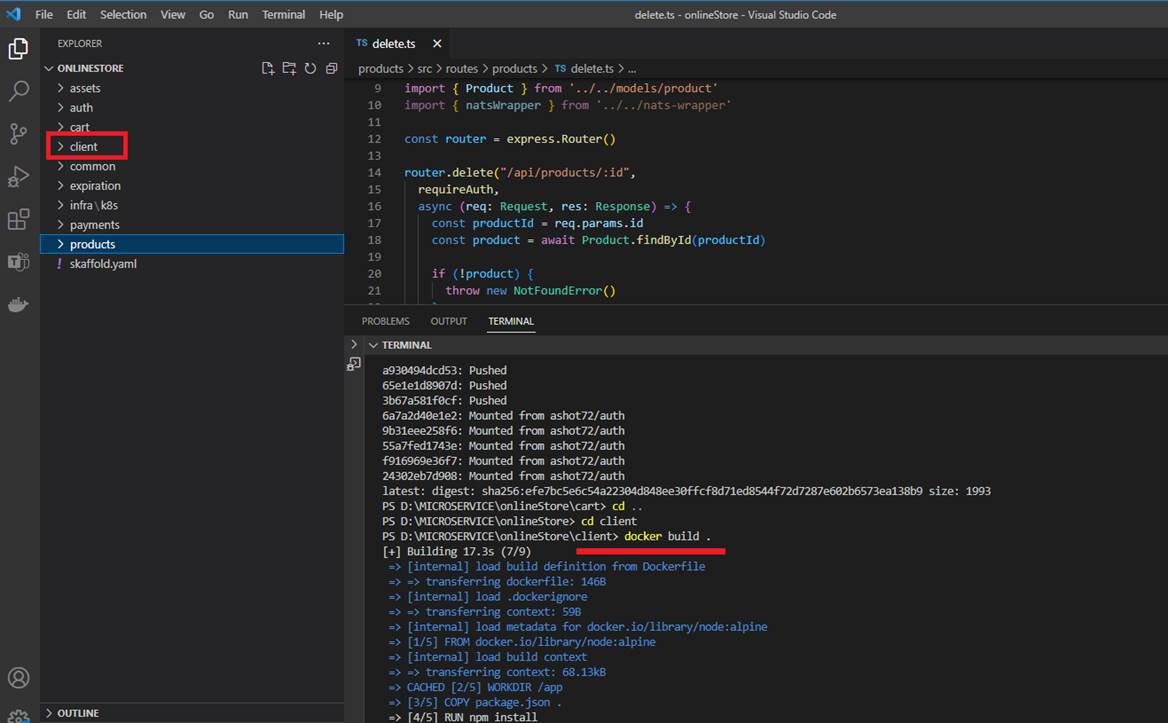 File Edit Selection View Go Run Terminal Help
delete.ts - onlineStore - Visual Studio Code
EXPLORER ...
ONLINESTORE
assets
auth
cart
client
common
expiration
infra\k8s
payments
products
! skaffold.yaml
OUTLINE
TS delete.ts
products > src > routes > products > TS delete.ts > ...
9 import { Product } from '../../models/product'
10 import { natsWrapper } from '../../nats-wrapper'
11
12 const router = express.Router()
13
14 router.delete("/api/products/:id",
15 requireAuth,
16 async (req: Request, res: Response) => {
17 const productId = req.params.id
18 const product = await Product.findById(productId)
19
20 if (!product) {
21 throw new NotFoundError()
PROBLEMS OUTPUT TERMINAL
TERMINAL
a930494dcd53: Pushed
65e1e1d8907d: Pushed
3b67a581f0cf: Pushed
6a7a2d40e1e2: Mounted from ashot72/auth
9b31eee258f6: Mounted from ashot72/auth
55a7fed1743e: Mounted from ashot72/auth
f916969e36f7: Mounted from ashot72/auth
24302eb7d908: Mounted from ashot72/auth
latest: digest: sha256:efe7bc5e6c54a22304d848ee30ffcf8d71ed8544f72d7287e602b6573ea138b9 size: 1993
PS D:\MICROSERVICE\onlineStore\cart> cd ..
PS D:\MICROSERVICE\onlineStore> cd client
PS D:\MICROSERVICE\onlineStore\client> docker build .
[+] Building 17.3s (7/9)
=> [internal] load build definition from Dockerfile
=> => transferring dockerfile: 146B
=> [internal] load .dockerignore
=> => transferring context: 59B
=> [internal] load metadata for docker.io/library/node:alpine
=> [1/5] FROM docker.io/library/node:alpine
=> [internal] load build context
=> => transferring context: 68.13kB
=> CACHED [2/5] WORKDIR /app
=> [3/5] COPY package.json .
=> [4/5] RUN npm install